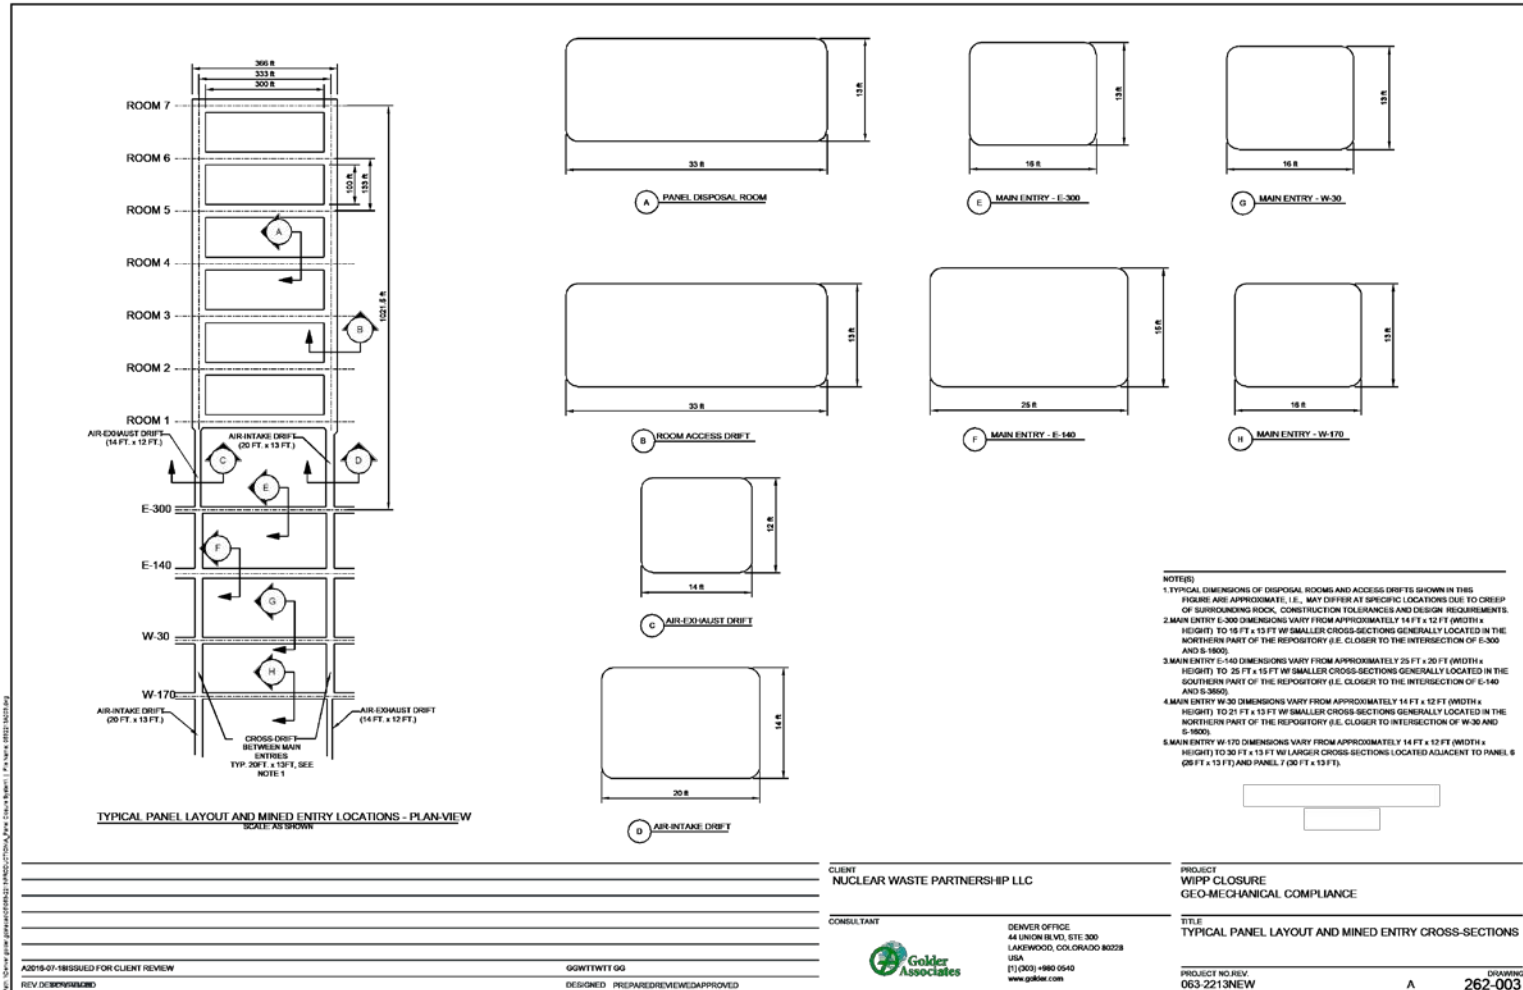 366 ft
333 ft
300 ft
ROOM 7
ROOM 6
ROOM 5
ROOM 4
ROOM 3
ROOM 2
ROOM 1
100 ft
133 ft
1021.5 ft
A
B
AIR-EXHAUST DRIFT
(14 FT. x 12 FT.)
AIR-INTAKE DRIFT
(20 FT. x 13 FT.)
C
D
E
E-300
F
E-140
G
W-30
H
W-170
AIR-INTAKE DRIFT
(20 FT. x 13 FT.)
AIR-EXHAUST DRIFT
(14 FT. x 12 FT.)
CROSS-DRIFT
BETWEEN MAIN
ENTRIES
TYP. 20FT. x 13FT, SEE
NOTE 1
TYPICAL PANEL LAYOUT AND MINED ENTRY LOCATIONS - PLAN-VIEW
SCALE: AS SHOWN
13 ft
33 ft
A PANEL DISPOSAL ROOM
13 ft
16 ft
E MAIN ENTRY - E-300
13 ft
16 ft
G MAIN ENTRY - W-30
13 ft
33 ft
B ROOM ACCESS DRIFT
15 ft
25 ft
F MAIN ENTRY - E-140
13 ft
16 ft
H MAIN ENTRY - W-170
12 ft
14 ft
C AIR-EXHAUST DRIFT
14 ft
20 ft
D AIR-INTAKE DRIFT
NOTE(S)
1.TYPICAL DIMENSIONS OF DISPOSAL ROOMS AND ACCESS DRIFTS SHOWN IN THIS
FIGURE ARE APPROXIMATE, I.E., MAY DIFFER AT SPECIFIC LOCATIONS DUE TO CREEP
OF SURROUNDING ROCK, CONSTRUCTION TOLERANCES AND DESIGN REQUIREMENTS.
2.MAIN ENTRY E-300 DIMENSIONS VARY FROM APPROXIMATELY 14 FT x 12 FT (WIDTH x
HEIGHT) TO 16 FT x 13 FT W/ SMALLER CROSS-SECTIONS GENERALLY LOCATED IN THE
NORTHERN PART OF THE REPOSITORY (I.E. CLOSER TO THE INTERSECTION OF E-300
AND S-1600).
3.MAIN ENTRY E-140 DIMENSIONS VARY FROM APPROXIMATELY 25 FT x 20 FT (WIDTH x
HEIGHT) TO 25 FT x 15 FT W/ SMALLER CROSS-SECTIONS GENERALLY LOCATED IN THE
SOUTHERN PART OF THE REPOSITORY (I.E. CLOSER TO THE INTERSECTION OF E-140
AND S-3650).
4.MAIN ENTRY W-30 DIMENSIONS VARY FROM APPROXIMATELY 14 FT x 12 FT (WIDTH x
HEIGHT) TO 21 FT x 13 FT W/ SMALLER CROSS-SECTIONS GENERALLY LOCATED IN THE
NORTHERN PART OF THE REPOSITORY (I.E. CLOSER TO INTERSECTION OF W-30 AND
S-1600).
5.MAIN ENTRY W-170 DIMENSIONS VARY FROM APPROXIMATELY 14 FT x 12 FT (WIDTH x
HEIGHT) TO 30 FT x 13 FT W/ LARGER CROSS-SECTIONS LOCATED ADJACENT TO PANEL 6
(26 FT x 13 FT) AND PANEL 7 (30 FT x 13 FT).
CLIENT
NUCLEAR WASTE PARTNERSHIP LLC
PROJECT
WIPP CLOSURE
GEO-MECHANICAL COMPLIANCE
CONSULTANT
Golder
Associates
DENVER OFFICE
44 UNION BLVD, STE 300
LAKEWOOD, COLORADO 80228
USA
[1] (303) +980 0540
www.golder.com
TITLE
TYPICAL PANEL LAYOUT AND MINED ENTRY CROSS-SECTIONS
A2016-07-18ISSUED FOR CLIENT REVIEW
GGWTTWTT GG
REV.
DESIGNED PREPAREDREVIEWEDAPPROVED
PROJECT NO.REV.
063-2213NEW
A
DRAWING
262-003